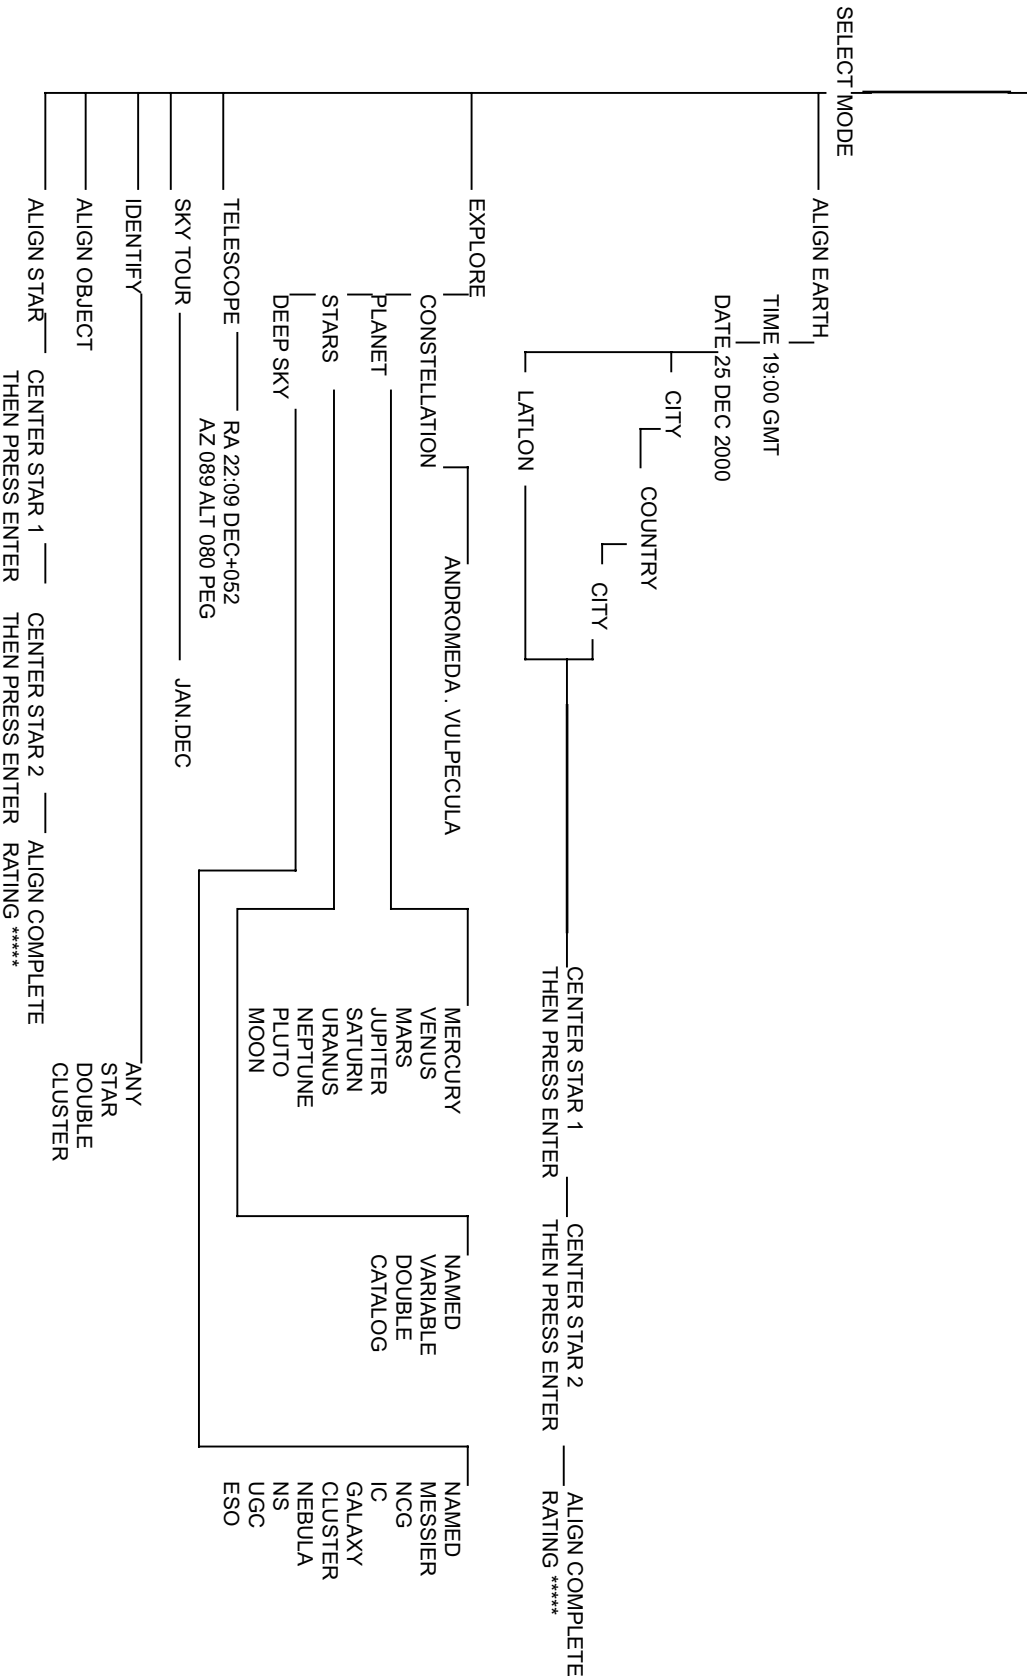 SELECT MODE
ALIGN EARTH
TIME 19:00 GMT
DATE 25 DEC 2000
CITY
COUNTRY
CITY
LATLON
CENTER STAR 1
THEN PRESS ENTER
CENTER STAR 2
THEN PRESS ENTER
ALIGN COMPLETE
RATING *****
EXPLORE
CONSTELLATION
ANDROMEDA . VULPECULA
PLANET
MERCURY
VENUS
MARS
JUPITER
SATURN
URANUS
NEPTUNE
PLUTO
MOON
STARS
NAMED
VARIABLE
DOUBLE
CATALOG
DEEP SKY
NAMED
MESSIER
NCG
IC
GALAXY
CLUSTER
NEBULA
NS
UGC
ESO
TELESCOPE
RA 22:09 DEC+052
AZ 089 ALT 080 PEG
SKY TOUR
JAN.DEC
IDENTIFY
ANY
STAR
DOUBLE
CLUSTER
ALIGN OBJECT
ALIGN STAR
CENTER STAR 1
THEN PRESS ENTER
CENTER STAR 2
THEN PRESS ENTER
ALIGN COMPLETE
RATING *****